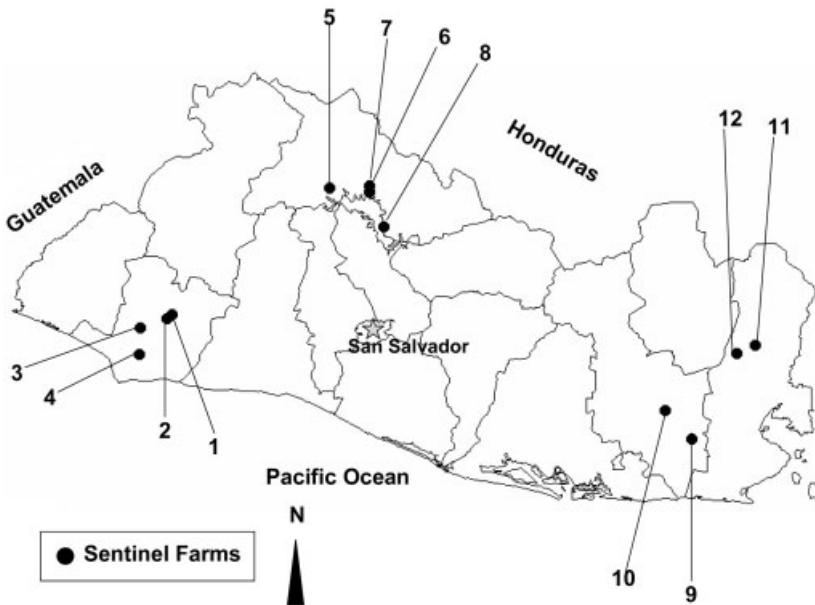 5
7
6
8
12
11
Honduras
Guatemala
San Salvador
3
4
2
1
10
9
Pacific Ocean
N
Sentinel Farms